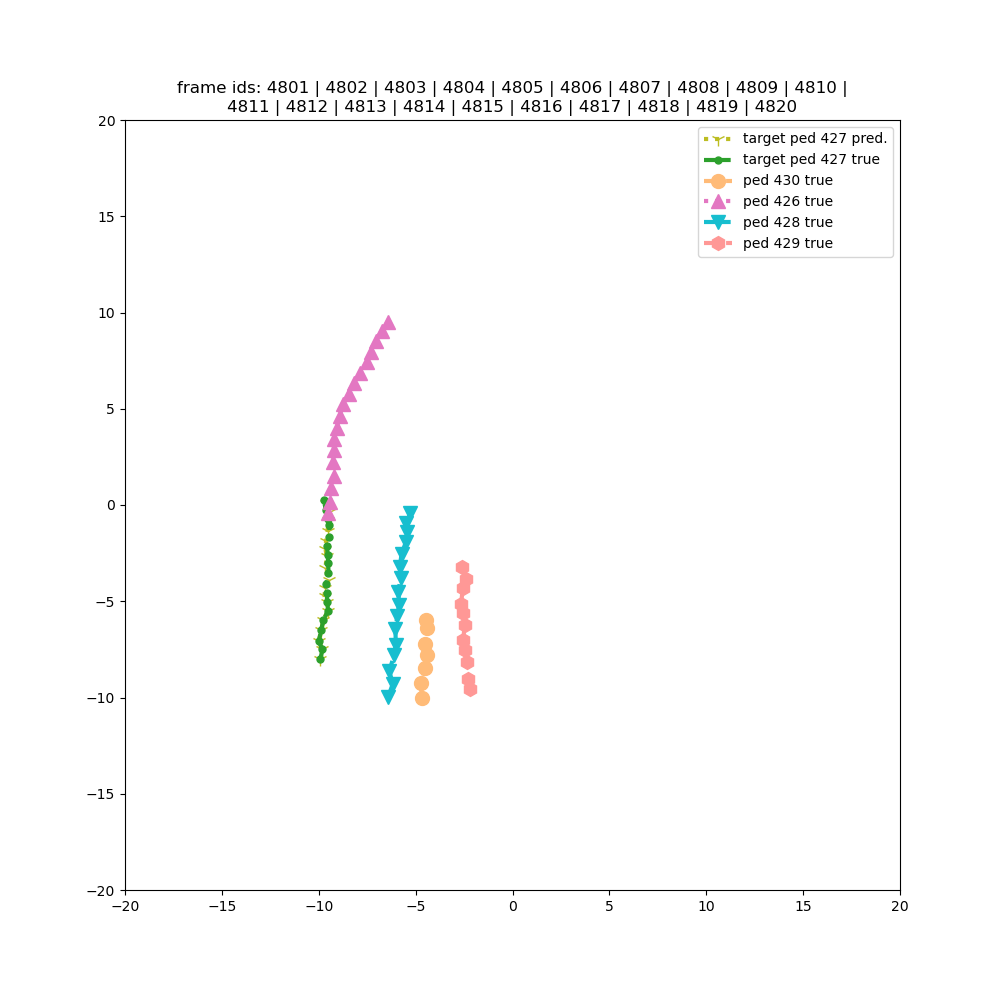 frame ids: 4801 | 4802 | 4803 | 4804 | 4805 | 4806 | 4807 | 4808 | 4809 | 4810 |
4811 | 4812 | 4813 | 4814 | 4815 | 4816 | 4817 | 4818 | 4819 | 4820
target ped 427 pred.
target ped 427 true
ped 430 true
ped 426 true
ped 428 true
ped 429 true
20
15
10
5
0
−5
−10
−15
−20
−20 −15 −10 −5 0 5 10 15 20